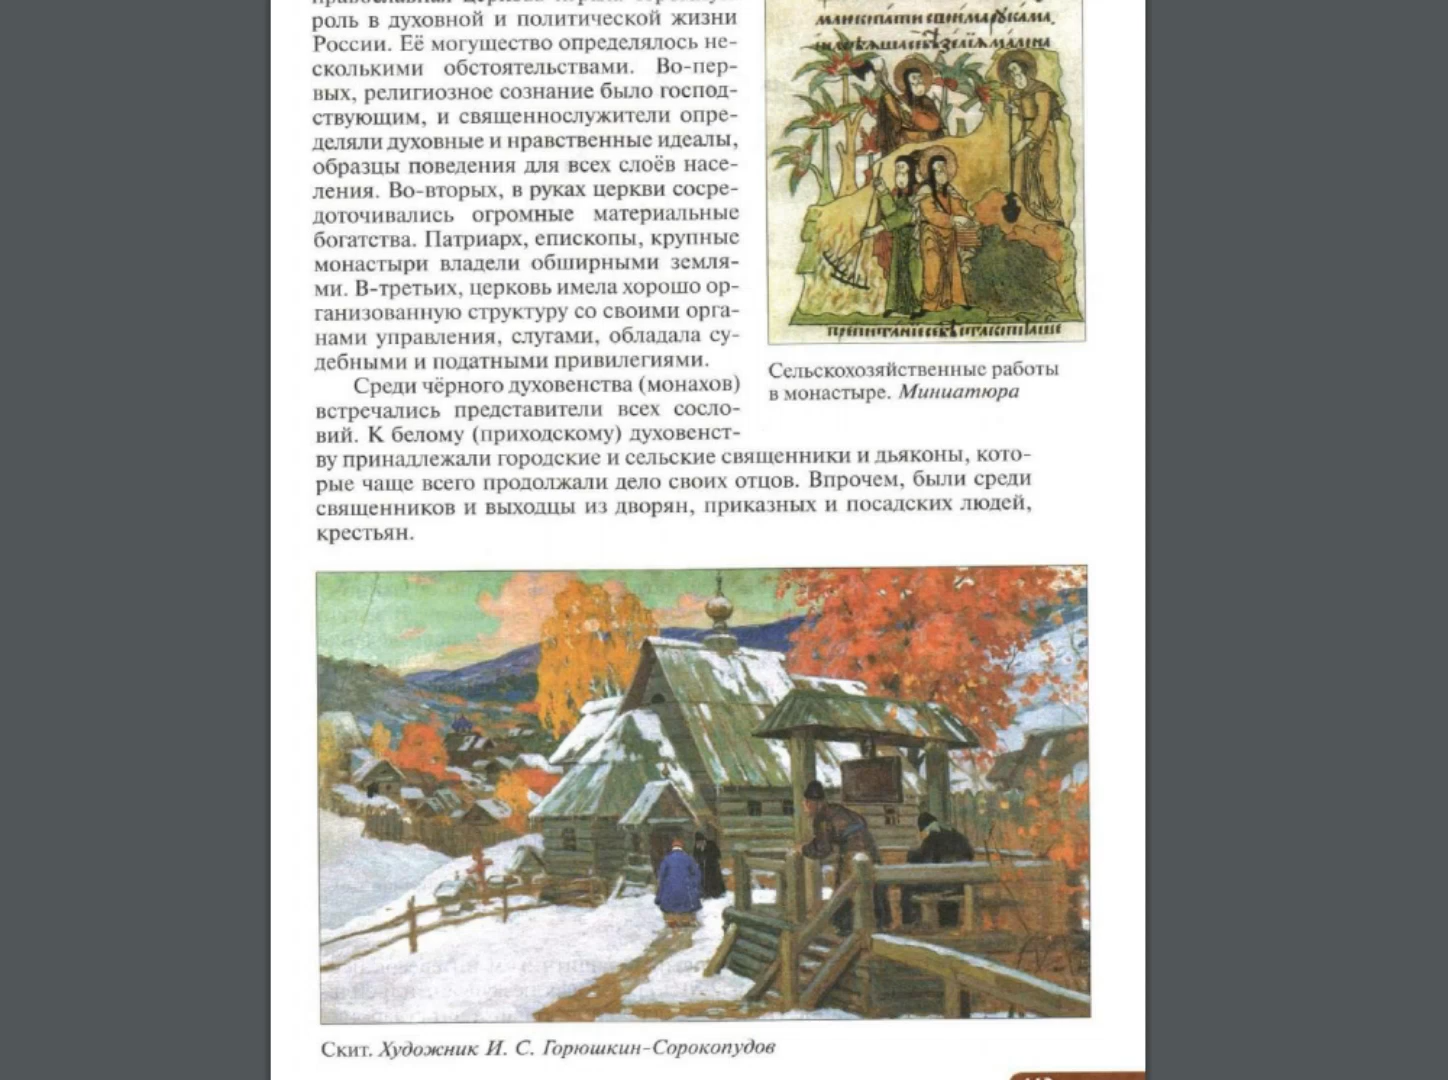 роль в духовной и политической жизни
России. Её могущество определялось не-
сколькими обстоятельствами. Во-пер-
вых, религиозное сознание было господ-
ствующим, и священнослужители опре-
деляли духовные и нравственные идеалы,
образцы поведения для всех слоёв насе-
ления. Во-вторых, в руках церкви сосре-
доточивались огромные материальные
богатства. Патриарх, епископы, крупные
монастыри владели обширными земля-
ми. В-третьих, церковь имела хорошо ор-
ганизованную структуру со своими орга-
нами управления, слугами, обладала су-
дебными и податными привилегиями.
Среди чёрного духовенства (монахов)
встречались представители всех сосло-
вий. К белому (приходскому) духовенст-
ву принадлежали городские и сельские священники и дьяконы, кото-
рые чаще всего продолжали дело своих отцов. Впрочем, были среди
священников и выходцы из дворян, приказных и посадских людей,
крестьян.
Сельскохозяйственные работы
в монастыре. Миниатюра
Скит. Художник И. С. Горюшкин-Сорокопудов